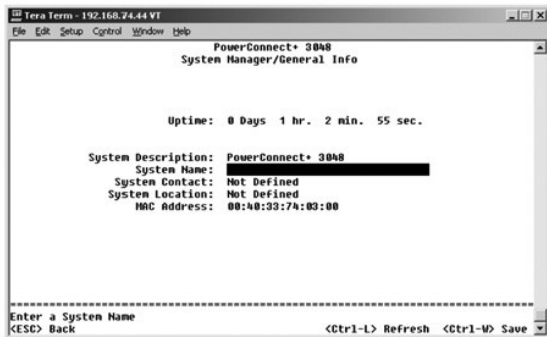 Tera Term - 192.168.74.44 VT
File Edit Setup Control Window Help
PowerConnect+ 3048
System Manager/General Info
Uptime: 0 Days 1 hr. 2 min. 55 sec.
System Description: PowerConnect+ 3048
System Name:
System Contact: Not Defined
System Location: Not Defined
MAC Address: 00:40:33:74:03:00
Enter a System Name
<ESC> Back <Ctrl-L> Refresh <Ctrl-W> Save